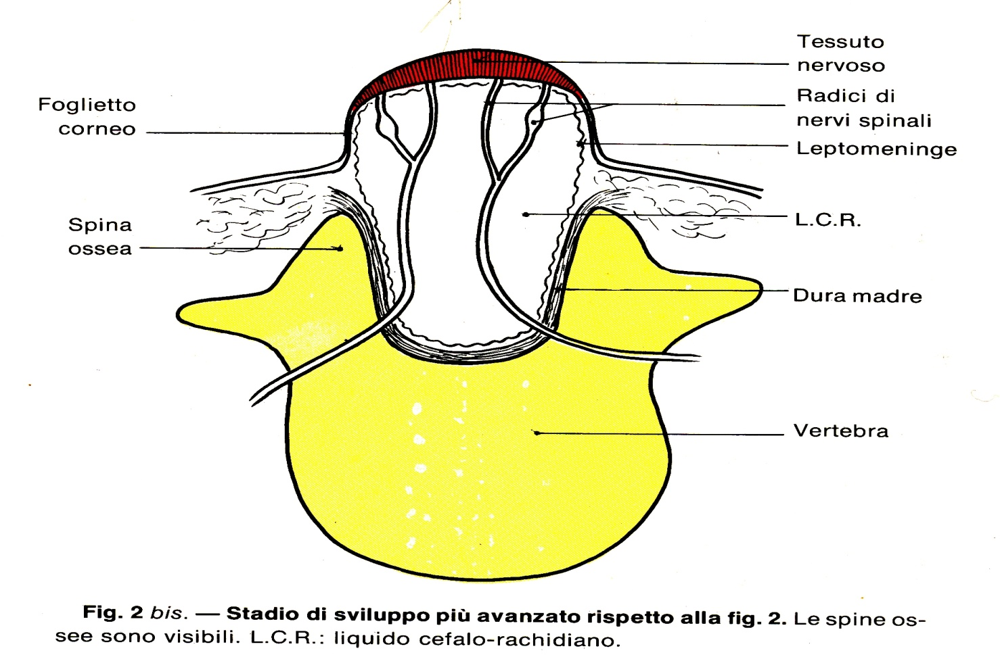 Tessuto
nervoso
Radici di
nervi spinali
Foglietto
corneo
Leptomeninge
Spina
ossea
L.C.R.
Dura madre
Vertebra
Fig. 2 bis. — Stadio di sviluppo più avanzato rispetto alla fig. 2. Le spine os-
see sono visibili. L.C.R.: liquido cefalo-rachidiano.